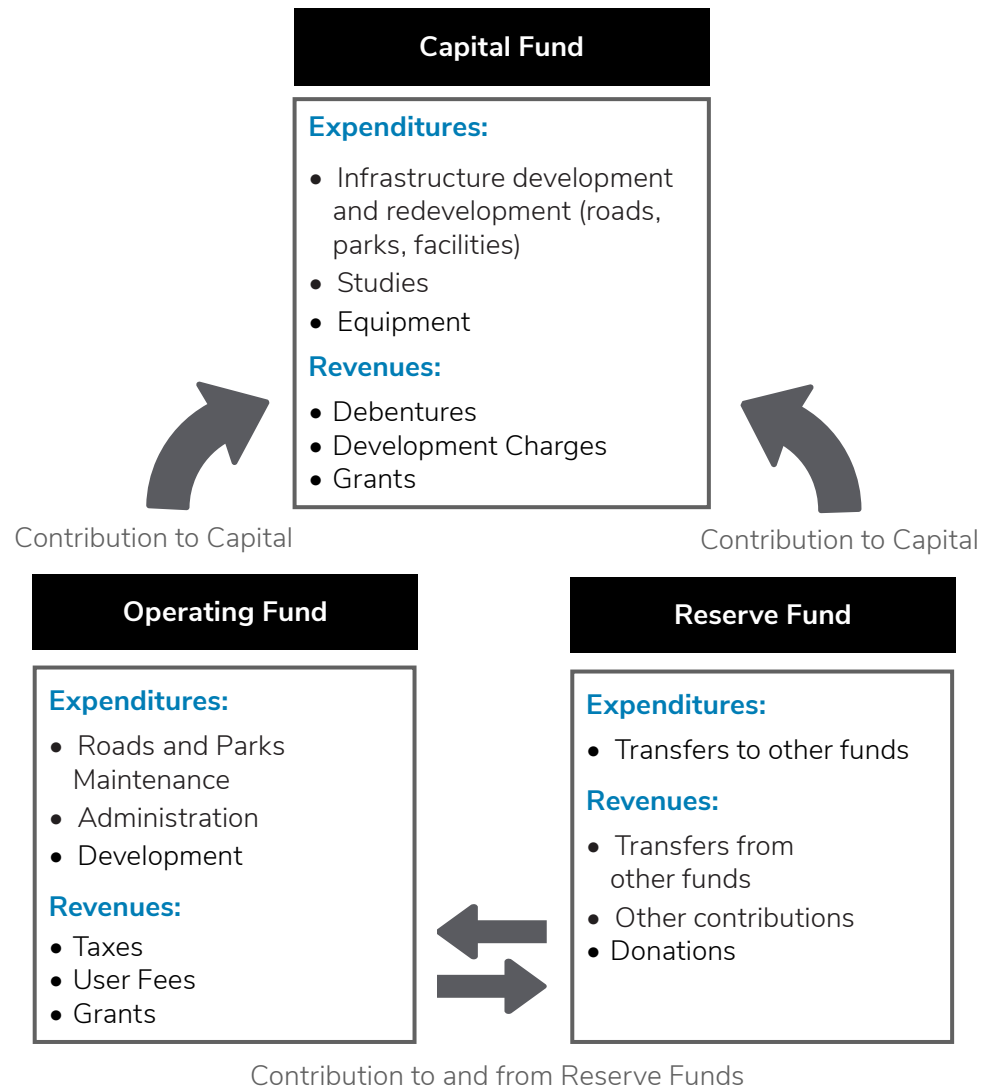 Capital Fund
Expenditures:
• Infrastructure development
and redevelopment (roads,
parks, facilities)
• Studies
• Equipment
Revenues:
• Debentures
• Development Charges
• Grants
Contribution to Capital
Contribution to Capital
Operating Fund
Expenditures:
• Roads and Parks
Maintenance
• Administration
• Development
Revenues:
• Taxes
• User Fees
• Grants
Reserve Fund
Expenditures:
• Transfers to other funds
Revenues:
• Transfers from
other funds
• Other contributions
• Donations
Contribution to and from Reserve Funds